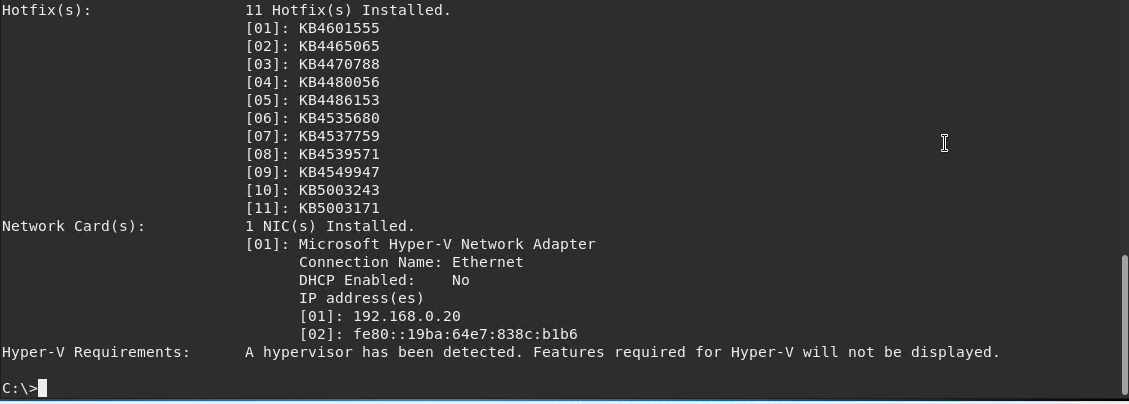 Hotfix(s): 11 Hotfix(s) Installed.
[01]: KB4601555
[02]: KB4465065
[03]: KB4470788
[04]: KB4480056
[05]: KB4486153
[06]: KB4535680
[07]: KB4537759
[08]: KB4539571
[09]: KB4549947
[10]: KB5003243
[11]: KB5003171
Network Card(s): 1 NIC(s) Installed.
[01]: Microsoft Hyper-V Network Adapter
Connection Name: Ethernet
DHCP Enabled: No
IP address(es)
[01]: 192.168.0.20
[02]: fe80::19ba:64e7:838c:b1b6
Hyper-V Requirements: A hypervisor has been detected. Features required for Hyper-V will not be displayed.
C:\>